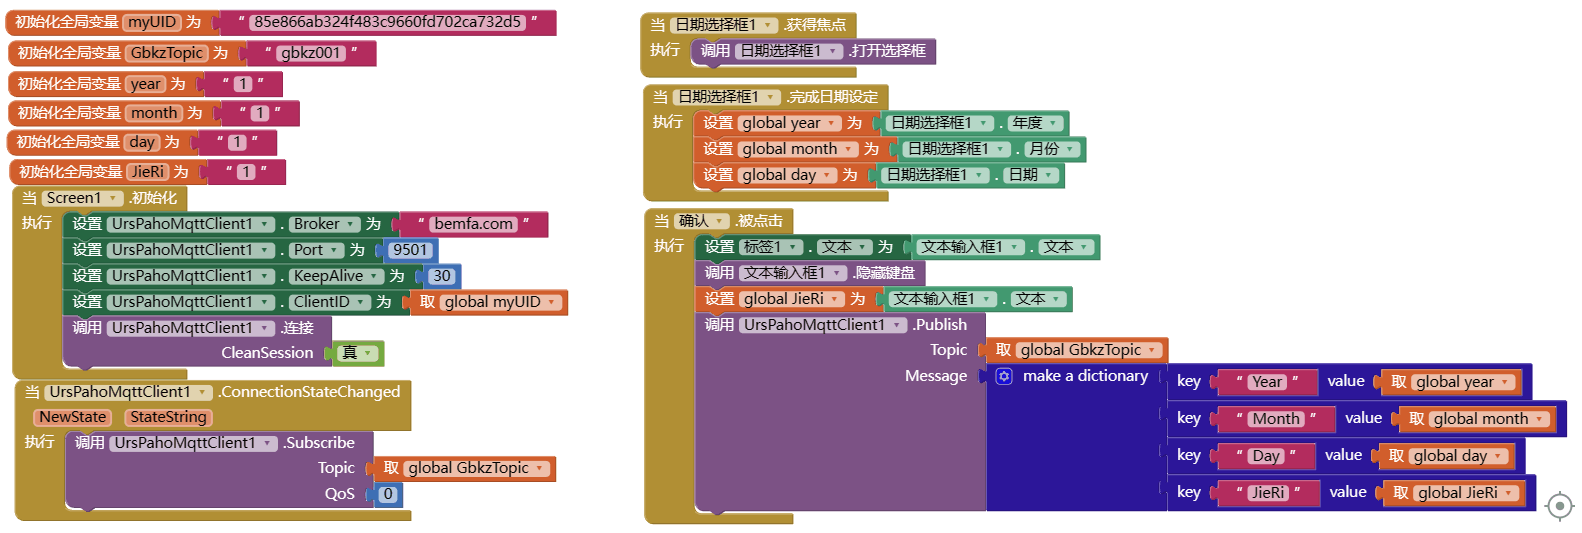 初始化全局变量 myUID 为 “ 85e866ab324f483c9660fd702ca732d5 ”
初始化全局变量 GbkzTopic 为 “ gbkz001 ”
初始化全局变量 year 为 “ 1 ”
初始化全局变量 month 为 “ 1 ”
初始化全局变量 day 为 “ 1 ”
初始化全局变量 JieRi 为 “ 1 ”
当 Screen1 .初始化
执行 设置 UrsPahoMqttClient1 . Broker 为 “ bemfa.com ”
设置 UrsPahoMqttClient1 . Port 为 9501
设置 UrsPahoMqttClient1 . KeepAlive 为 30
设置 UrsPahoMqttClient1 . ClientID 为 取 global myUID
调用 UrsPahoMqttClient1 .连接
CleanSession 真
当 UrsPahoMqttClient1 .ConnectionStateChanged
NewState StateString
执行 调用 UrsPahoMqttClient1 .Subscribe
Topic 取 global GbkzTopic
QoS 0
当 日期选择框1 .获得焦点
执行 调用 日期选择框1 .打开选择框
当 日期选择框1 .完成日期设定
执行 设置 global year 为 日期选择框1 . 年度
设置 global month 为 日期选择框1 . 月份
设置 global day 为 日期选择框1 . 日期
当 确认 .被点击
执行 设置 标签1 . 文本 为 文本输入框1 . 文本
调用 文本输入框1 .隐藏键盘
设置 global JieRi 为 文本输入框1 . 文本
调用 UrsPahoMqttClient1 .Publish
Topic 取 global GbkzTopic
Message make a dictionary key “ Year ” value 取 global year
key “ Month ” value 取 global month
key “ Day ” value 取 global day
key “ JieRi ” value 取 global JieRi